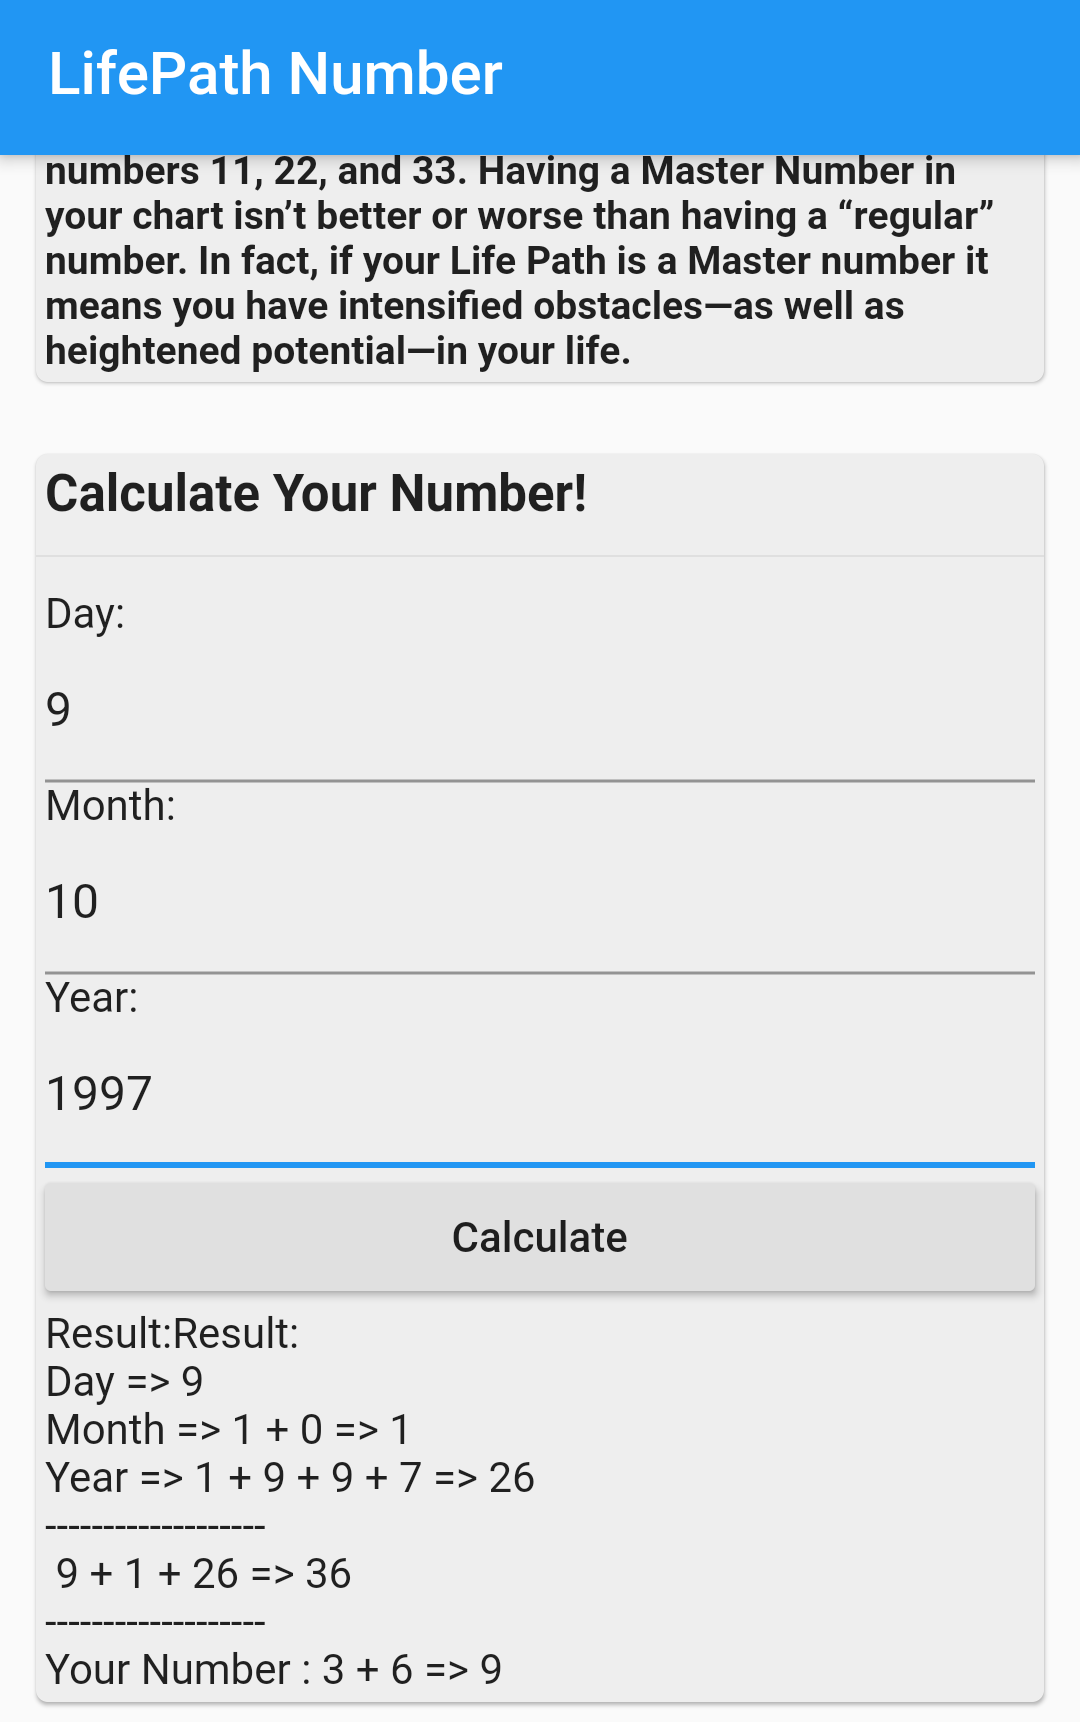 LifePath Number
numbers 11, 22, and 33. Having a Master Number in
your chart isn’t better or worse than having a “regular”
number. In fact, if your Life Path is a Master number it
means you have intensified obstacles—as well as
heightened potential—in your life.
Calculate Your Number!
Day:
9
Month:
10
Year:
1997
Calculate
Result:Result:
Day => 9
Month => 1 + 0 => 1
Year => 1 + 9 + 9 + 7 => 26
-------------------
9 + 1 + 26 => 36
-------------------
Your Number : 3 + 6 => 9